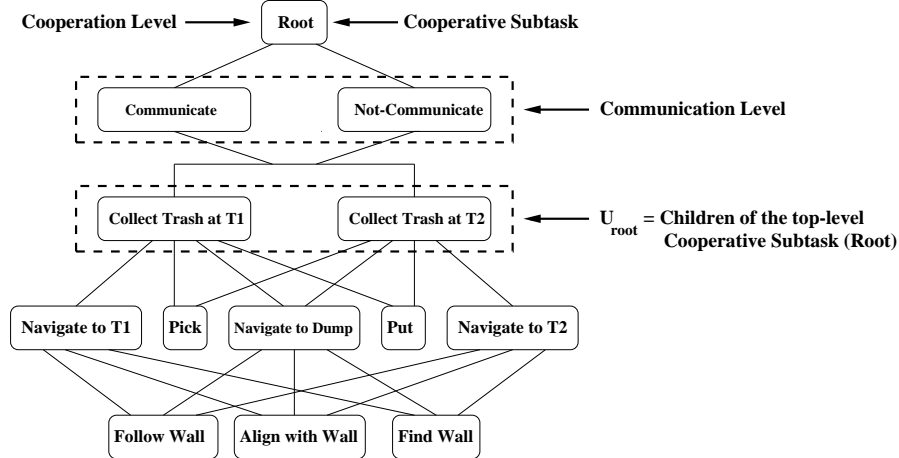 Cooperation Level
Root
Cooperative Subtask
Communicate
Not-Communicate
Communication Level
Collect Trash at T1
Collect Trash at T2
U root = Children of the top-level
Cooperative Subtask (Root)
Navigate to T1
Pick
Navigate to Dump
Put
Navigate to T2
Follow Wall
Align with Wall
Find Wall